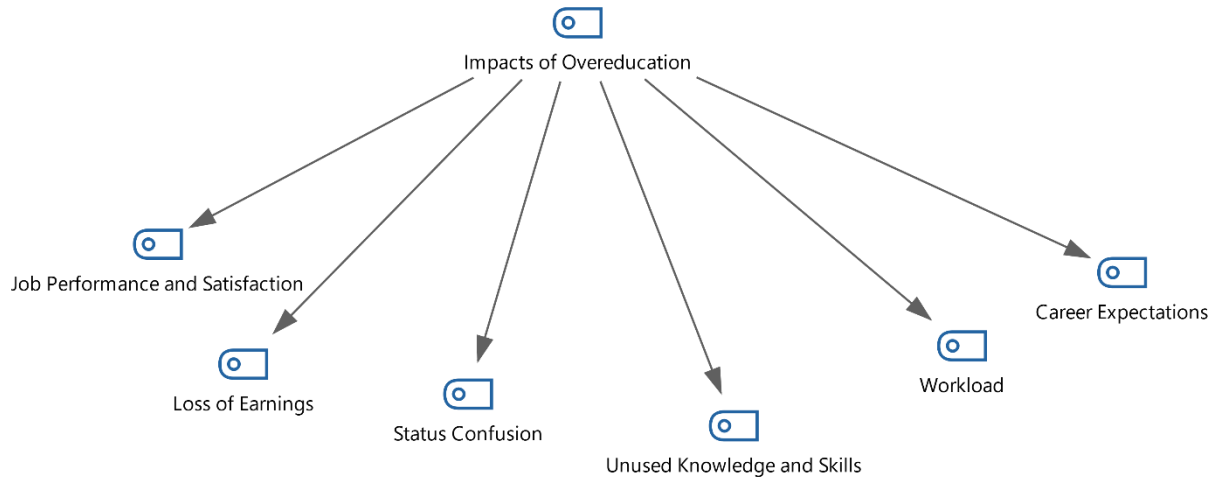 Impacts of Overeducation
Job Performance and Satisfaction
Career Expectations
Loss of Earnings
Workload
Status Confusion
Unused Knowledge and Skills